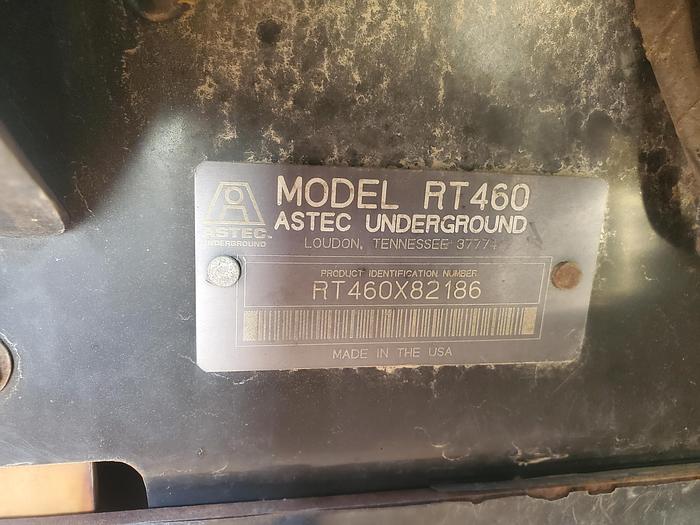 MODEL RT460
ASTEC UNDERGROUND
LOUDON, TENNESSEE 37774
ASTEC
UNDERGROUND
PRODUCT IDENTIFICATION NUMBER
RT460X82186
MADE IN THE USA